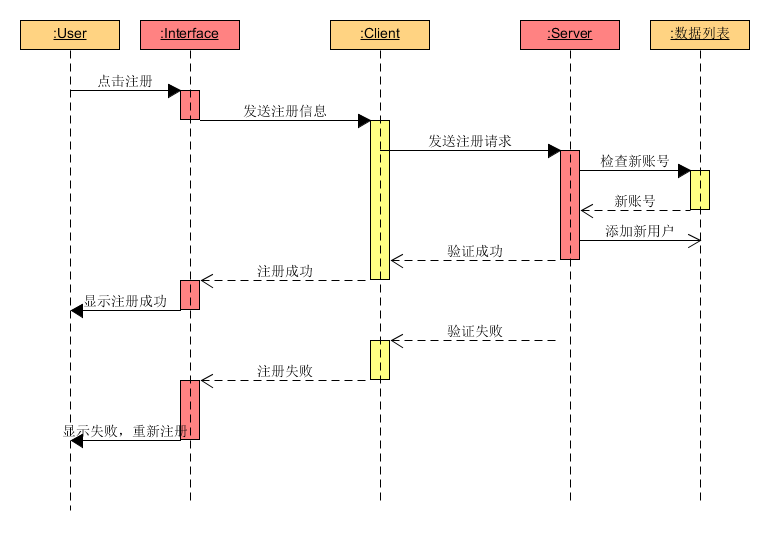 :User
:Interface
:Client
:Server
:数据列表
点击注册
发送注册信息
发送注册请求
检查新账号
新账号
添加新用户
验证成功
注册成功
显示注册成功
验证失败
注册失败
显示失败，重新注册